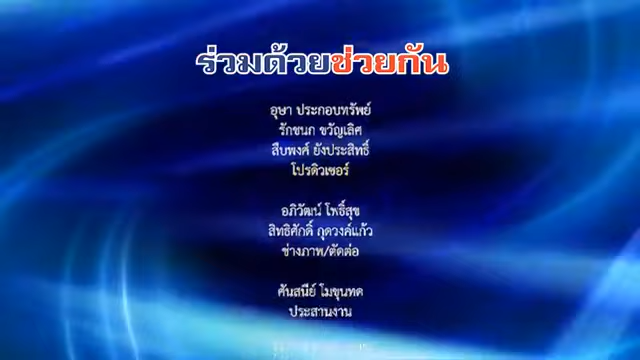 ร่วมด้วยช่วยกัน
อุษา ประกอบทรัพย์
รักชนก ขวัญเลิศ
สืบพงศ์ ยังประสิทธิ์
โปรดิวเซอร์
อภิวัฒน์ โพธิ์สุข
สิทธิศักดิ์ กุดวงค์แก้ว
ช่างภาพ/ตัดต่อ
ศันสนีย์ โมขุนทด
ประสานงาน